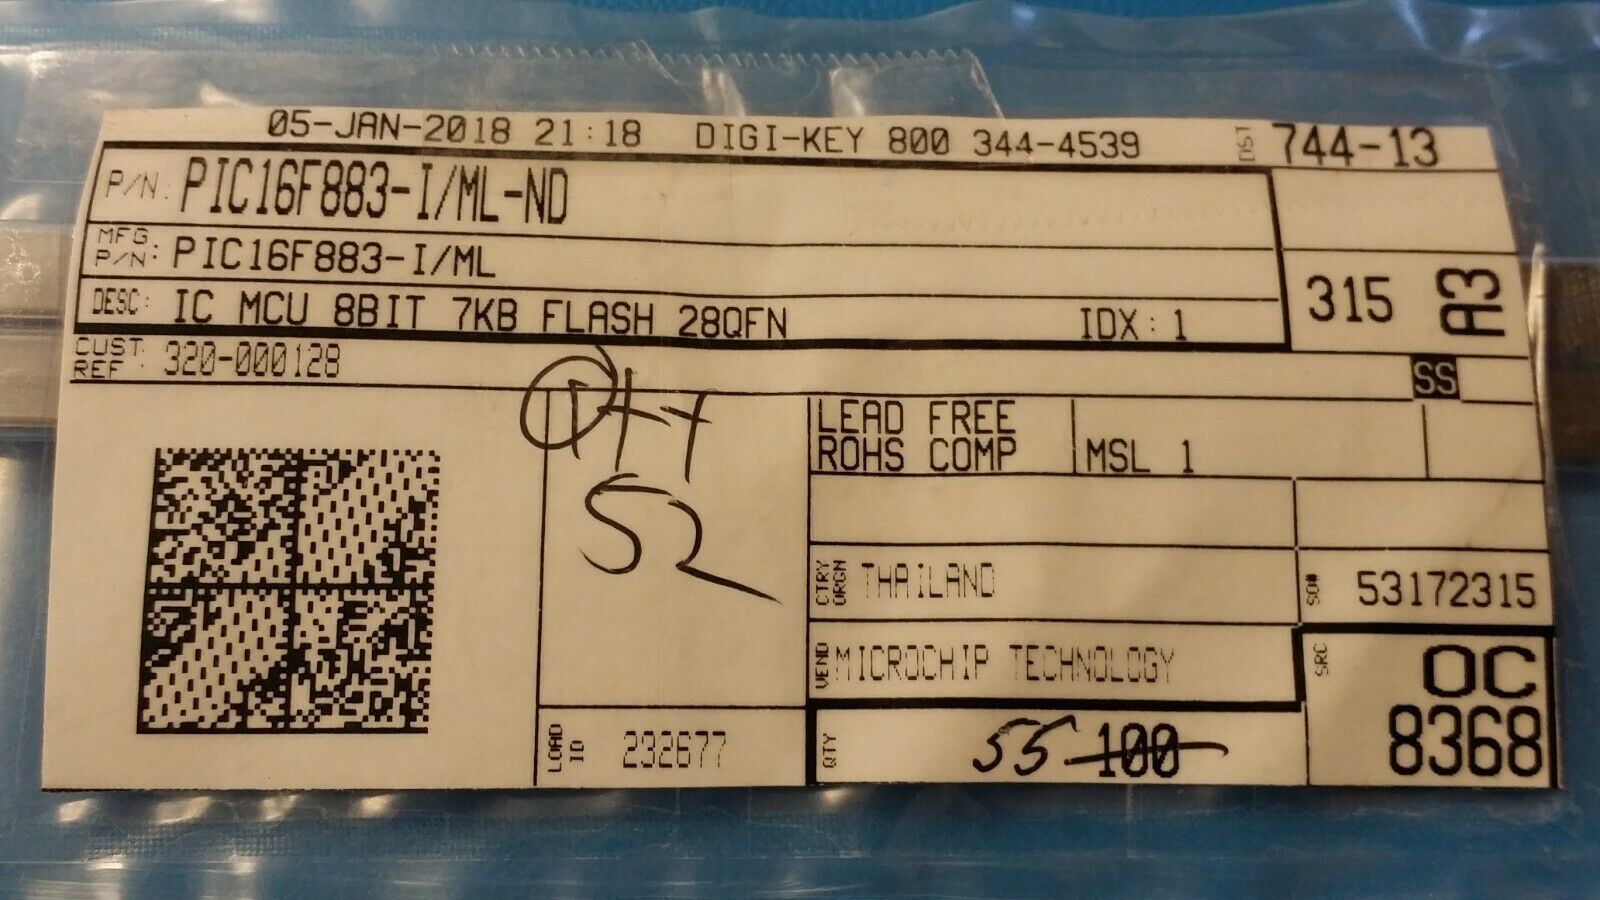 05-JAN-2018 21:18 DIGI-KEY 800 344-4539 DST 744-13
P/N: PIC16F883-I/ML-ND
MFG P/N: PIC16F883-I/ML
DESC: IC MCU 8BIT 7KB FLASH 28QFN IDX: 1
315 A3
CUST REF: 320-000128
SS
LEAD FREE
ROHS COMP
MSL 1
52
CTRY ORGN THAILAND
SO# 53172315
VEND MICROCHIP TECHNOLOGY
SRC OC
8368
LOAD ID 232677
QTY 55 100